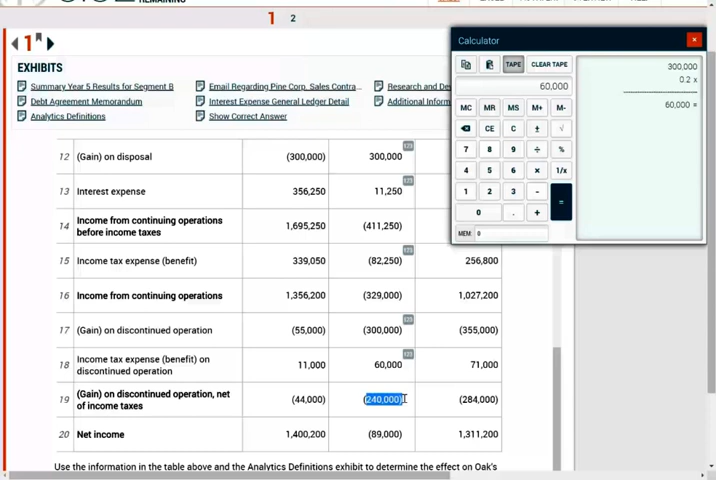 REMAINING
1 2
1
EXHIBITS
Summary Year 5 Results for Segment B
Email Regarding Pine Corp. Sales Contra...
Research and De
Debt Agreement Memorandum
Interest Expense General Ledger Detail
Additional Inform
Analytics Definitions
Show Correct Answer
Calculator
TAPE CLEAR TAPE
60,000
MC MR MS M+ M-
CE C ± √
7 8 9 ÷ %
4 5 6 × 1/x
1 2 3 - =
0 . +
MEM: 0
300,000
0.2 x
60,000 =
12 (Gain) on disposal (300,000) 300,000
13 Interest expense 356,250 11,250
14 Income from continuing operations before income taxes 1,695,250 (411,250)
15 Income tax expense (benefit) 339,050 (82,250) 256,800
16 Income from continuing operations 1,356,200 (329,000) 1,027,200
17 (Gain) on discontinued operation (55,000) (300,000) (355,000)
18 Income tax expense (benefit) on discontinued operation 11,000 60,000 71,000
19 (Gain) on discontinued operation, net of income taxes (44,000) (240,000) (284,000)
20 Net income 1,400,200 (89,000) 1,311,200
Use the information in the table above and the Analytics Definitions exhibit to determine the effect on Oak's